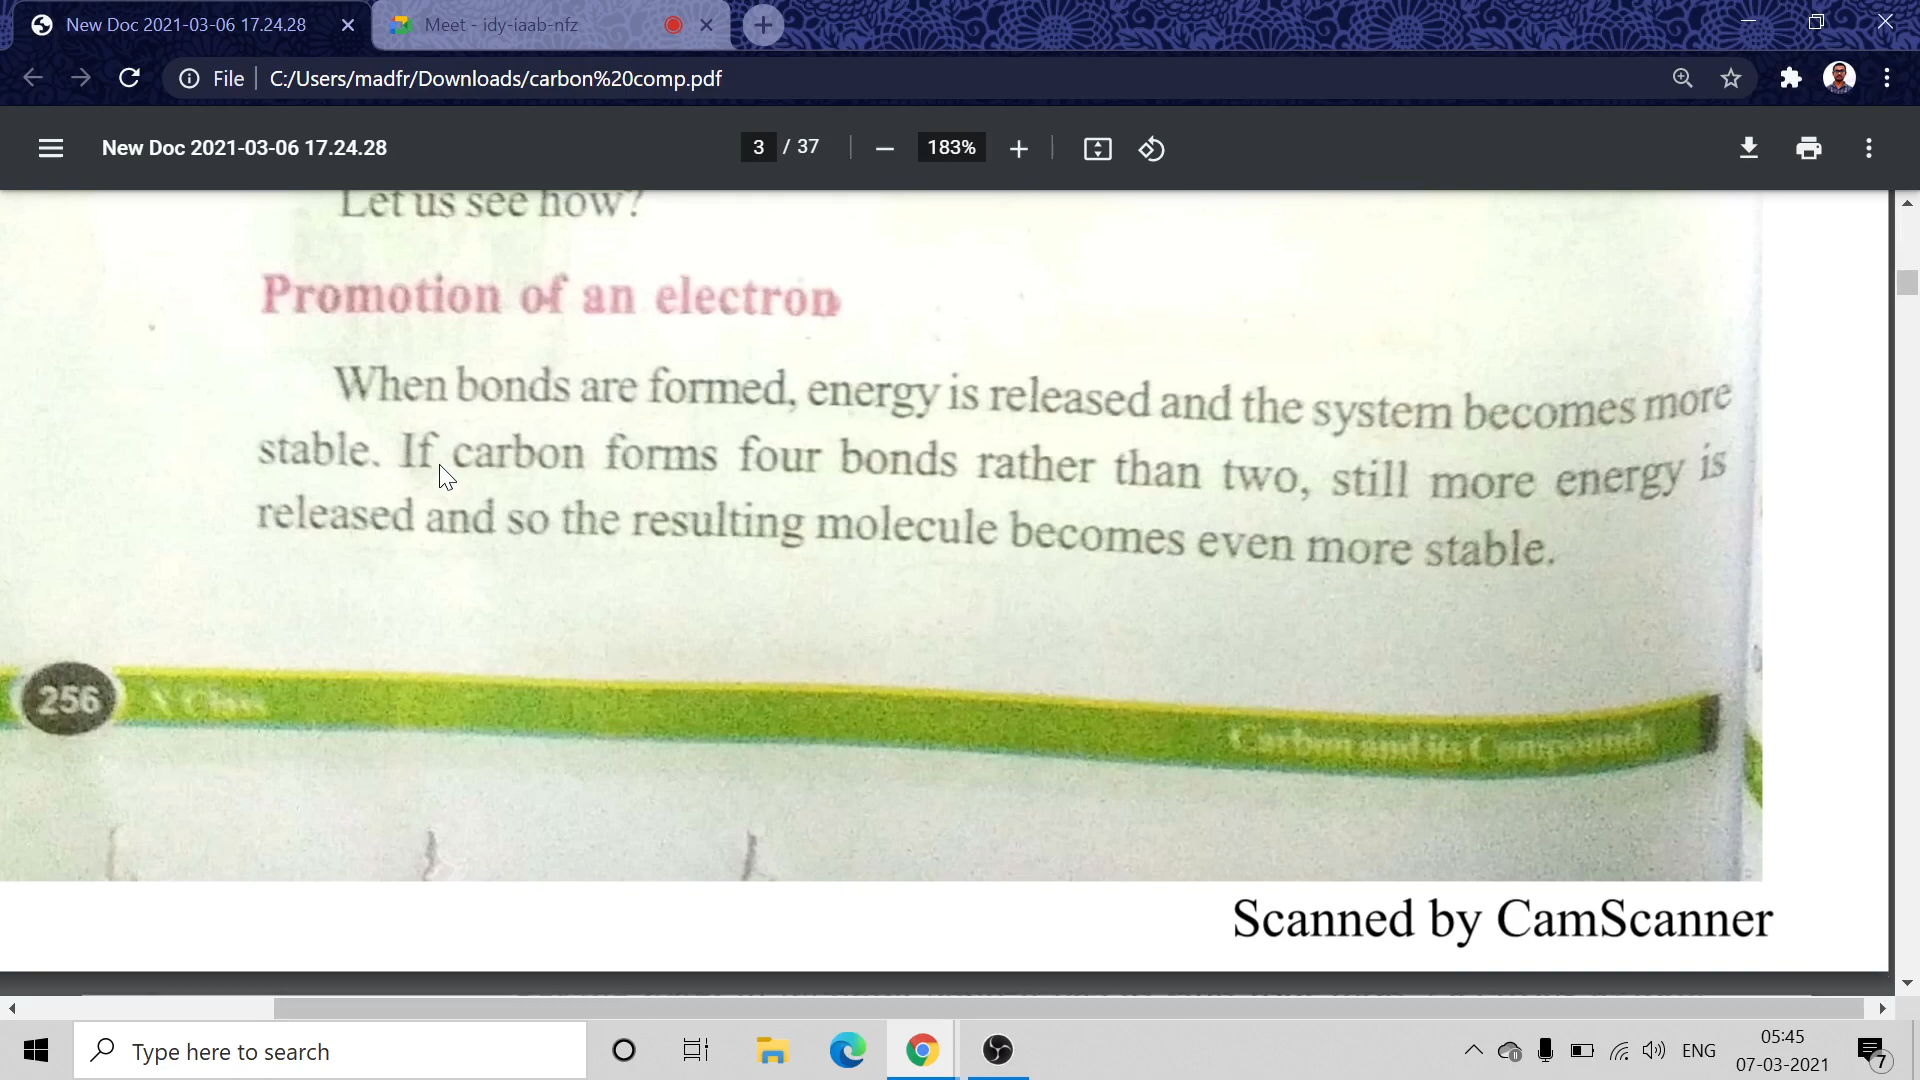 New Doc 2021-03-06 17.24.28
Meet - idy-iaab-nfz
File
C:/Users/madfr/Downloads/carbon%20comp.pdf
New Doc 2021-03-06 17.24.28
3 / 37
183%
Let us see how?
Promotion of an electron
When bonds are formed, energy is released and the system becomes more
stable. If carbon forms four bonds rather than two, still more energy is
released and so the resulting molecule becomes even more stable.
256
X Class
Carbon and its Compounds
Scanned by CamScanner
Type here to search
ENG
05:45
07-03-2021
7